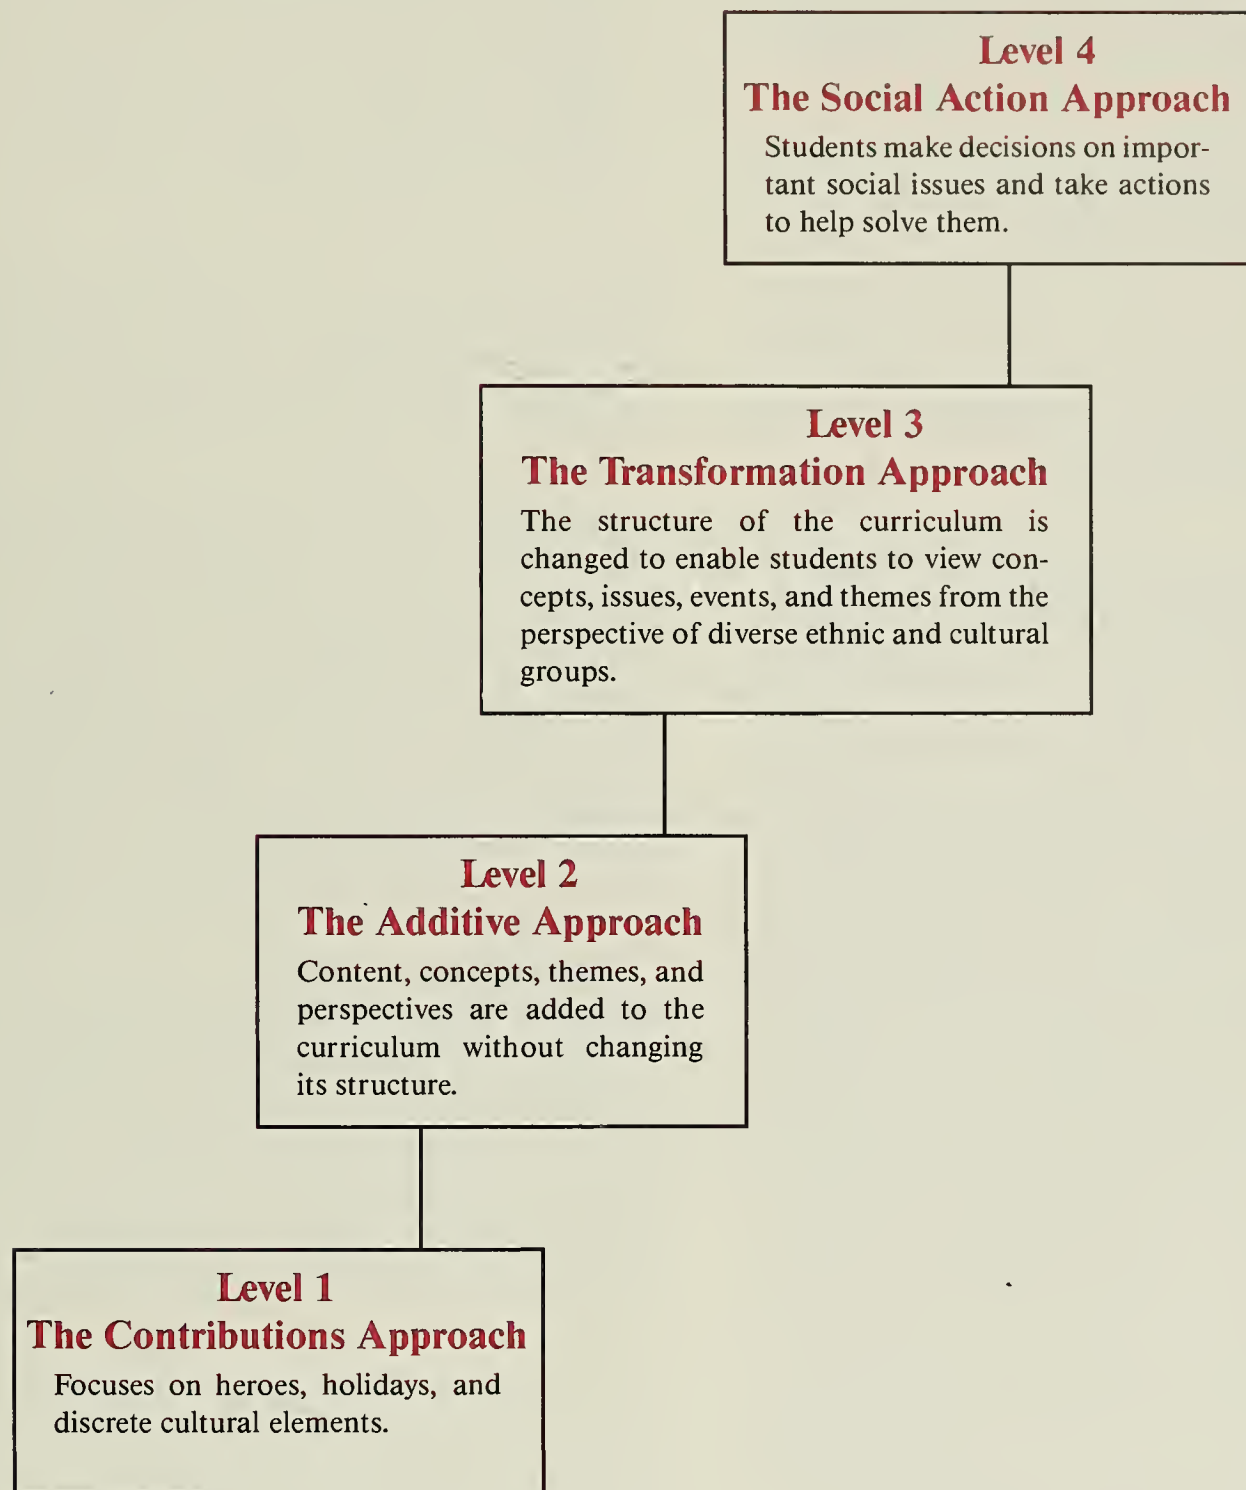 Level 4
The Social Action Approach
Students make decisions on impor-
tant social issues and take actions
to help solve them.
Level 3
The Transformation Approach
The structure of the curriculum is
changed to enable students to view con-
cepts, issues, events, and themes from the
perspective of diverse ethnic and cultural
groups.
Level 2
The Additive Approach
Content, concepts, themes, and
perspectives are added to the
curriculum without changing
its structure.
Level 1
The Contributions Approach
Focuses on heroes, holidays, and
discrete cultural elements.